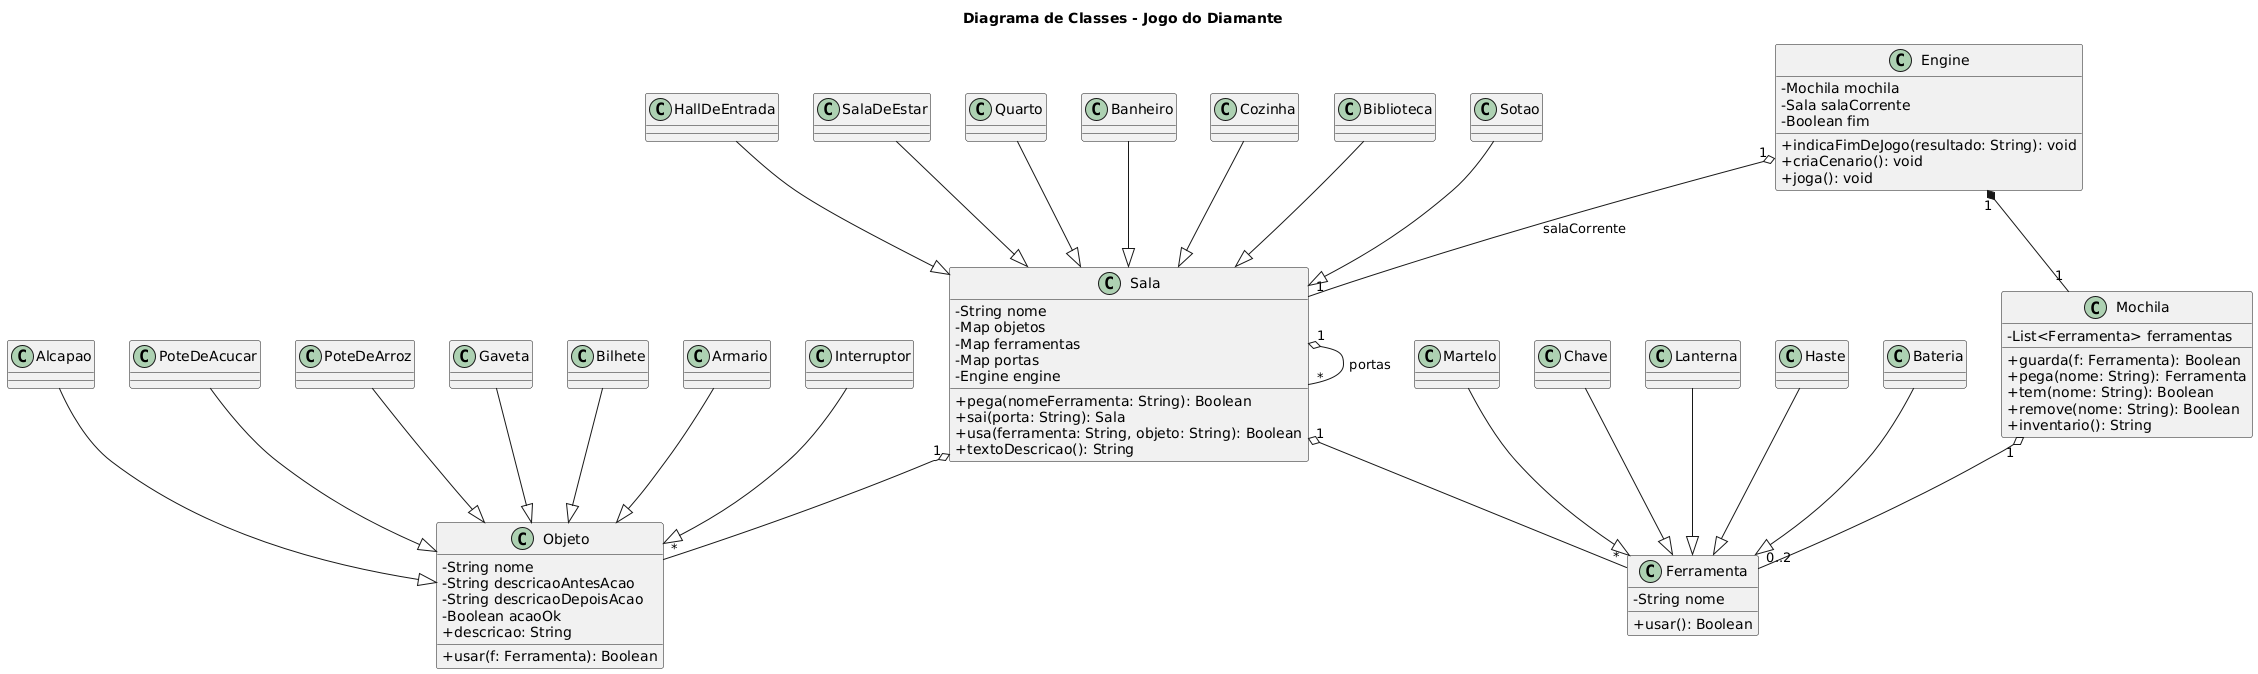 Diagrama de Classes - Jogo do Diamante
C Engine
-Mochila mochila
-Sala salaCorrente
-Boolean fim
+indicaFimDeJogo(resultado: String): void
+criaCenario(): void
+joga(): void
C HallDeEntrada
C SalaDeEstar
C Quarto
C Banheiro
C Cozinha
C Biblioteca
C Sotao
1
1
salaCorrente
1
1
C Sala
-String nome
-Map objetos
-Map ferramentas
-Map portas
-Engine engine
+pega(nomeFerramenta: String): Boolean
+sai(porta: String): Sala
+usa(ferramenta: String, objeto: String): Boolean
+textoDescricao(): String
1
portas
*
C Mochila
-List<Ferramenta> ferramentas
+guarda(f: Ferramenta): Boolean
+pega(nome: String): Ferramenta
+tem(nome: String): Boolean
+remove(nome: String): Boolean
+inventario(): String
C Alcapao
C PoteDeAcucar
C PoteDeArroz
C Gaveta
C Bilhete
C Armario
C Interruptor
C Martelo
C Chave
C Lanterna
C Haste
C Bateria
1
1
1
*
*
0..2
C Objeto
-String nome
-String descricaoAntesAcao
-String descricaoDepoisAcao
-Boolean acaoOk
+descricao: String
+usar(f: Ferramenta): Boolean
C Ferramenta
-String nome
+usar(): Boolean